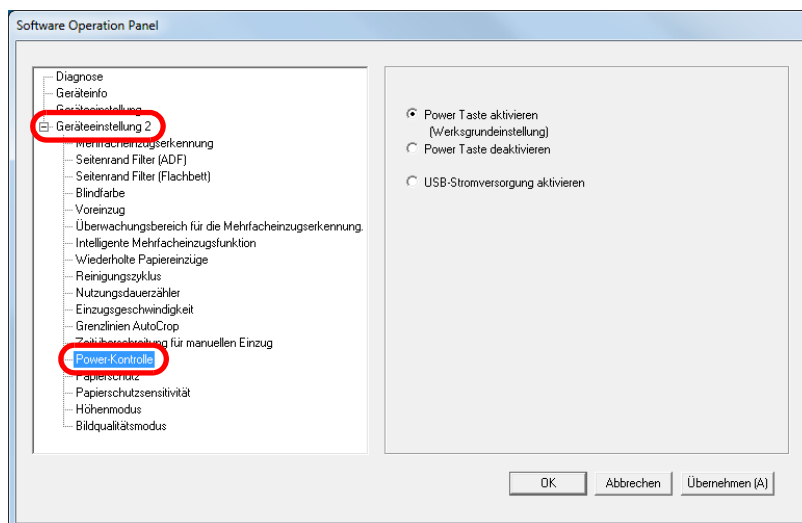 Software Operation Panel
Diagnose
Geräteinfo
Geräteeinstellung
Geräteeinstellung 2
Mehrfacheinzugserkennung
Seitenrand Filter (ADF)
Seitenrand Filter (Flachbett)
Blindfarbe
Voreinzug
Überwachungsbereich für die Mehrfacheinzugserkennung.
Intelligente Mehrfacheinzugsfunktion
Wiederholte Papiereinzüge
Reinigungszyklus
Nutzungsdauerzähler
Einzugsgeschwindigkeit
Grenzlinien AutoCrop
Zeitüberschreitung für manuellen Einzug
Power-Kontrolle
Papierschutz
Papierschutzsensitivität
Höhenmodus
Bildqualitätsmodus
Power Taste aktivieren
(Werksgrundeinstellung)
Power Taste deaktivieren
USB-Stromversorgung aktivieren
OK
Abbrechen
Übernehmen (A)